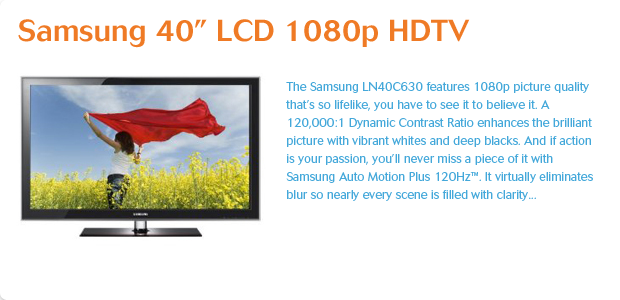 Samsung 40” LCD 1080p HDTV
The Samsung LN40C630 features 1080p picture quality
that’s so lifelike, you have to see it to believe it. A
120,000:1 Dynamic Contrast Ratio enhances the brilliant
picture with vibrant whites and deep blacks. And if action
is your passion, you’ll never miss a piece of it with
Samsung Auto Motion Plus 120Hz™. It virtually eliminates
blur so nearly every scene is filled with clarity...
SAMSUNG